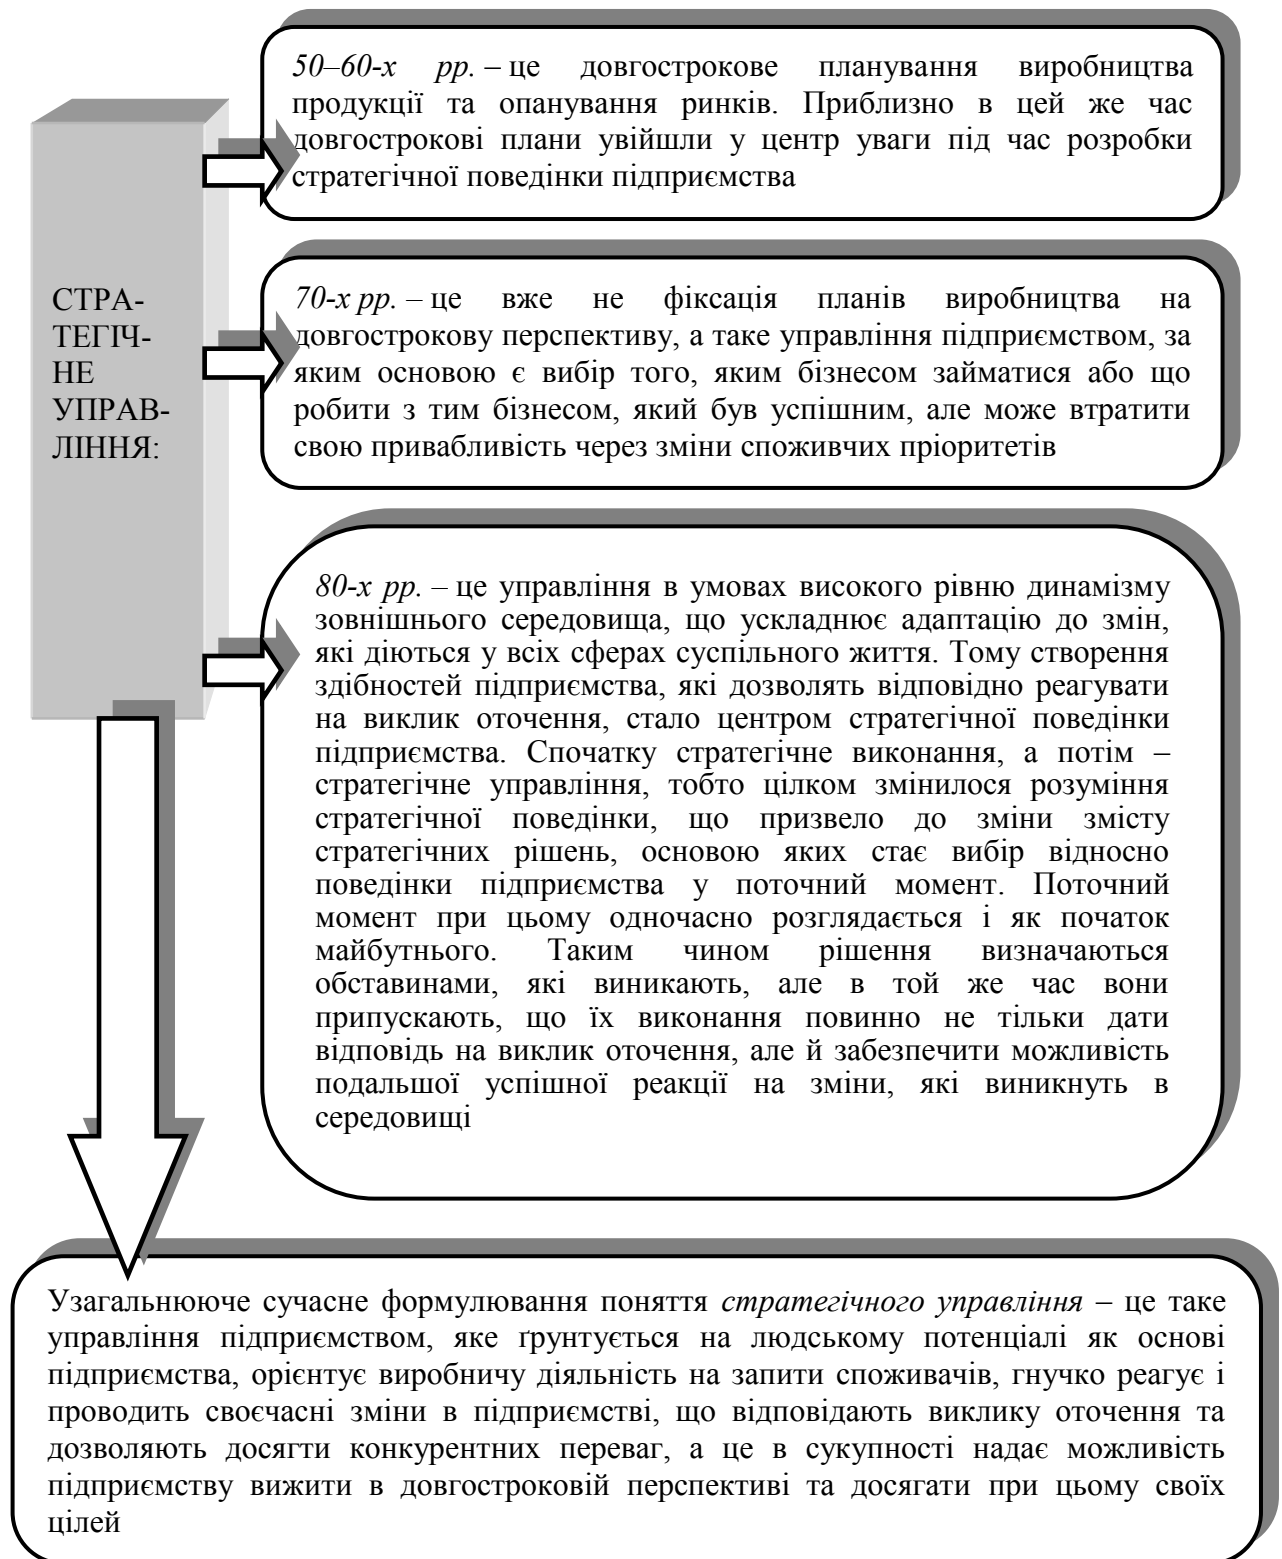 50–60-х рр. – це довгострокове планування виробництва
продукції та опанування ринків. Приблизно в цей же час
довгострокові плани увійшли у центр уваги під час розробки
стратегічної поведінки підприємства
СТРА-
ТЕГІЧ-
НЕ
УПРАВ-
ЛІННЯ:
70-х рр. – це вже не фіксація планів виробництва на
довгострокову перспективу, а таке управління підприємством, за
яким основою є вибір того, яким бізнесом займатися або що
робити з тим бізнесом, який був успішним, але може втратити
свою привабливість через зміни споживчих пріоритетів
80-х рр. – це управління в умовах високого рівню динамізму
зовнішнього середовища, що ускладнює адаптацію до змін,
які діються у всіх сферах суспільного життя. Тому створення
здібностей підприємства, які дозволять відповідно реагувати
на виклик оточення, стало центром стратегічної поведінки
підприємства. Спочатку стратегічне виконання, а потім –
стратегічне управління, тобто цілком змінилося розуміння
стратегічної поведінки, що призвело до зміни змісту
стратегічних рішень, основою яких стає вибір відносно
поведінки підприємства у поточний момент. Поточний
момент при цьому одночасно розглядається і як початок
майбутнього. Таким чином рішення визначаються
обставинами, які виникають, але в той же час вони
припускають, що їх виконання повинно не тільки дати
відповідь на виклик оточення, але й забезпечити можливість
подальшої успішної реакції на зміни, які виникнуть в
середовищі
Узагальнююче сучасне формулювання поняття стратегічного управління – це таке
управління підприємством, яке ґрунтується на людському потенціалі як основі
підприємства, орієнтує виробничу діяльність на запити споживачів, гнучко реагує і
проводить своєчасні зміни в підприємстві, що відповідають виклику оточення та
дозволяють досягти конкурентних переваг, а це в сукупності надає можливість
підприємству вижити в довгостроковій перспективі та досягати при цьому своїх
цілей